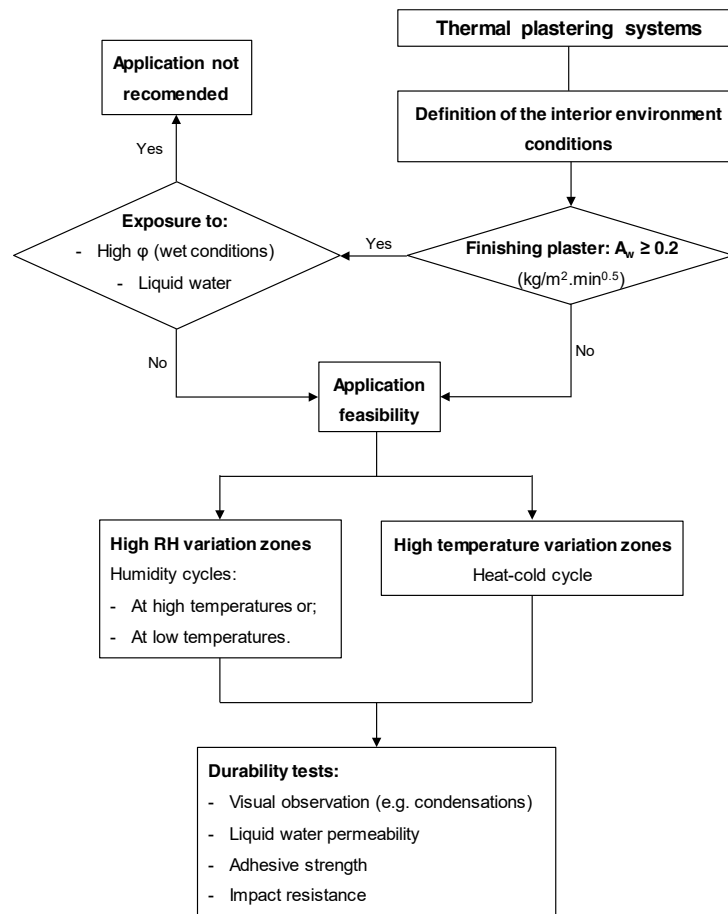 Thermal plastering systems
Definition of the interior environment
conditions
Finishing plaster: Aw ≥ 0.2
(kg/m².min⁰·⁵)
Yes
No
Exposure to:
- High φ (wet conditions)
- Liquid water
Yes
No
Application not
recomended
Application
feasibility
High RH variation zones
Humidity cycles:
- At high temperatures or;
- At low temperatures.
High temperature variation zones
Heat-cold cycle
Durability tests:
- Visual observation (e.g. condensations)
- Liquid water permeability
- Adhesive strength
- Impact resistance